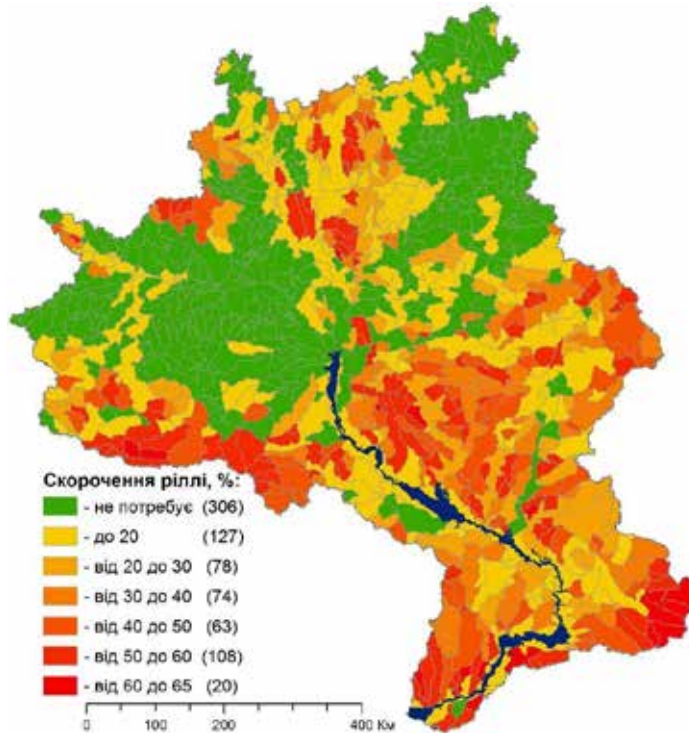 Скорочення ріллі, %:
- не потребує (306)
- до 20 (127)
- від 20 до 30 (78)
- від 30 до 40 (74)
- від 40 до 50 (63)
- від 50 до 60 (108)
- від 60 до 65 (20)
0 100 200 400 Км